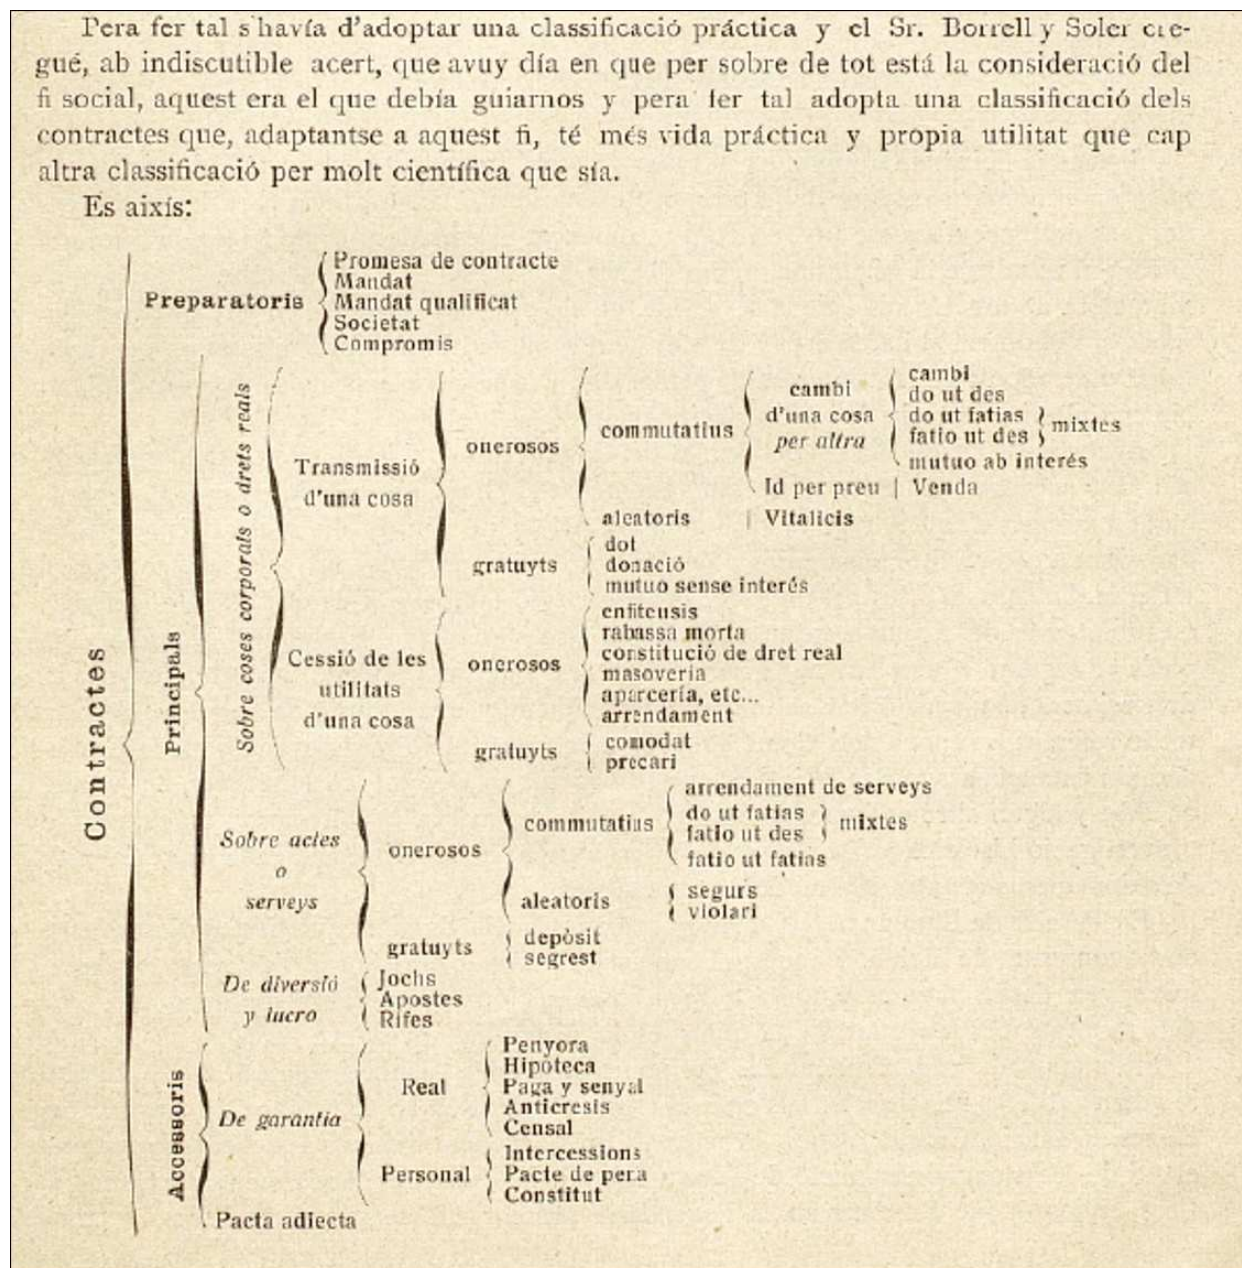 Pera fer tal s'havía d'adoptar una classificació práctica y el Sr. Borrell y Soler cre-
gué, ab indiscutible acert, que avuy día en que per sobre de tot está la consideració del
fi social, aquest era el que debía guiarnos y pera fer tal adopta una classificació dels
contractes que, adaptantse a aquest fi, té més vida práctica y propia utilitat que cap
altra classificació per molt científica que sía.
Es aixís:
Contractes
Preparatoris
Promesa de contracte
Mandat
Mandat qualificat
Societat
Compromis
Principals
Sobre coses corporals o drets reals
Transmissió
d'una cosa
onerosos
commutatius
cambi
d'una cosa
per altra
cambi
do ut des
do ut fatias
fatio ut des
mixtes
mutuo ab interés
Id per preu | Venda
aleatoris | Vitalicis
gratuyts
dot
donació
mutuo sense interés
Cessió de les
utilitats
d'una cosa
onerosos
enfiteusis
rabassa morta
constitució de dret real
masovería
aparcería, etc...
arrendament
gratuyts
comodat
precari
Sobre actes
o
serveys
onerosos
commutatius
arrendament de serveys
do ut fatias
fatio ut des
mixtes
fatio ut fatias
aleatoris
segurs
violari
gratuyts
depòsit
segrest
De diversió
y lucro
Jochs
Apostes
Rifes
Accessoris
De garantia
Real
Penyora
Hipoteca
Paga y senyal
Anticresis
Censal
Personal
Intercessions
Pacte de pera
Constitut
Pacta adiecta